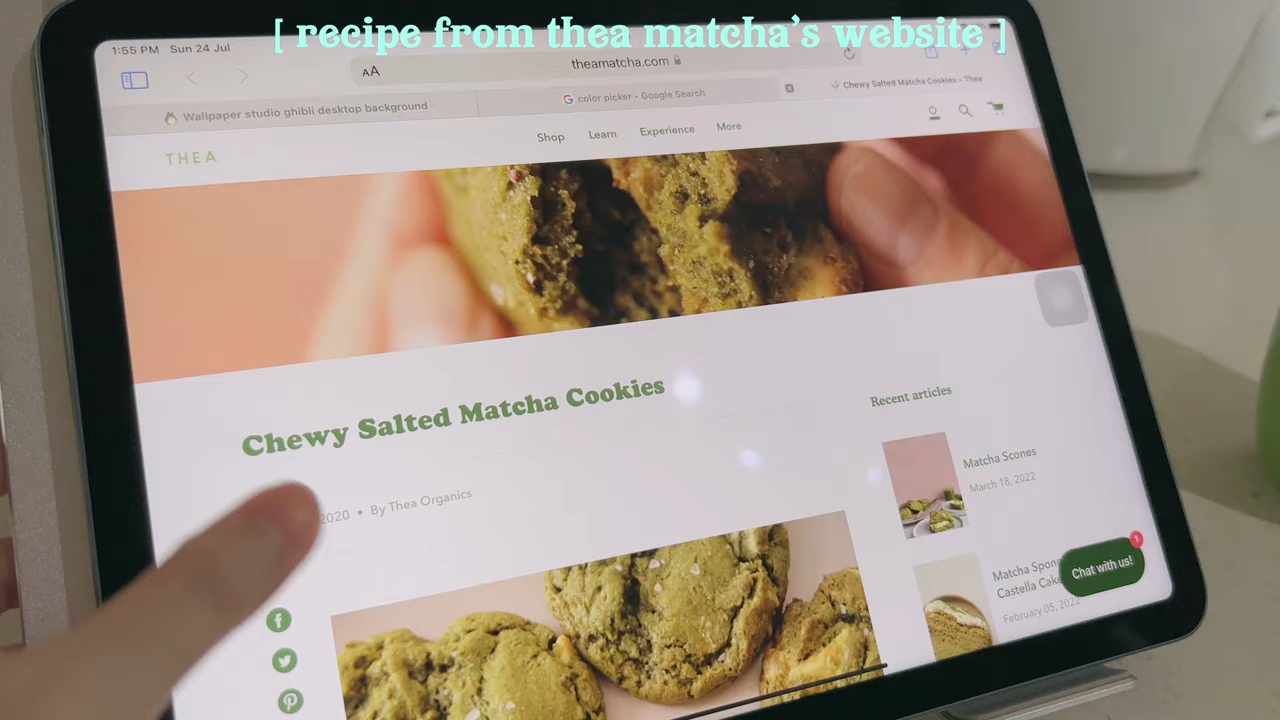 [ recipe from thea matcha's website ]
1:55 PM Sun 24 Jul
AA
theamatcha.com
Wallpaper studio ghibli desktop background
color picker - Google Search
Chewy Salted Matcha Cookies – Thea
THEA
Shop Learn Experience More
Chewy Salted Matcha Cookies
2020 • By Thea Organics
Recent articles
Matcha Scones
March 18, 2022
Matcha
Castella
February 05, 2022
Chat with us!
1